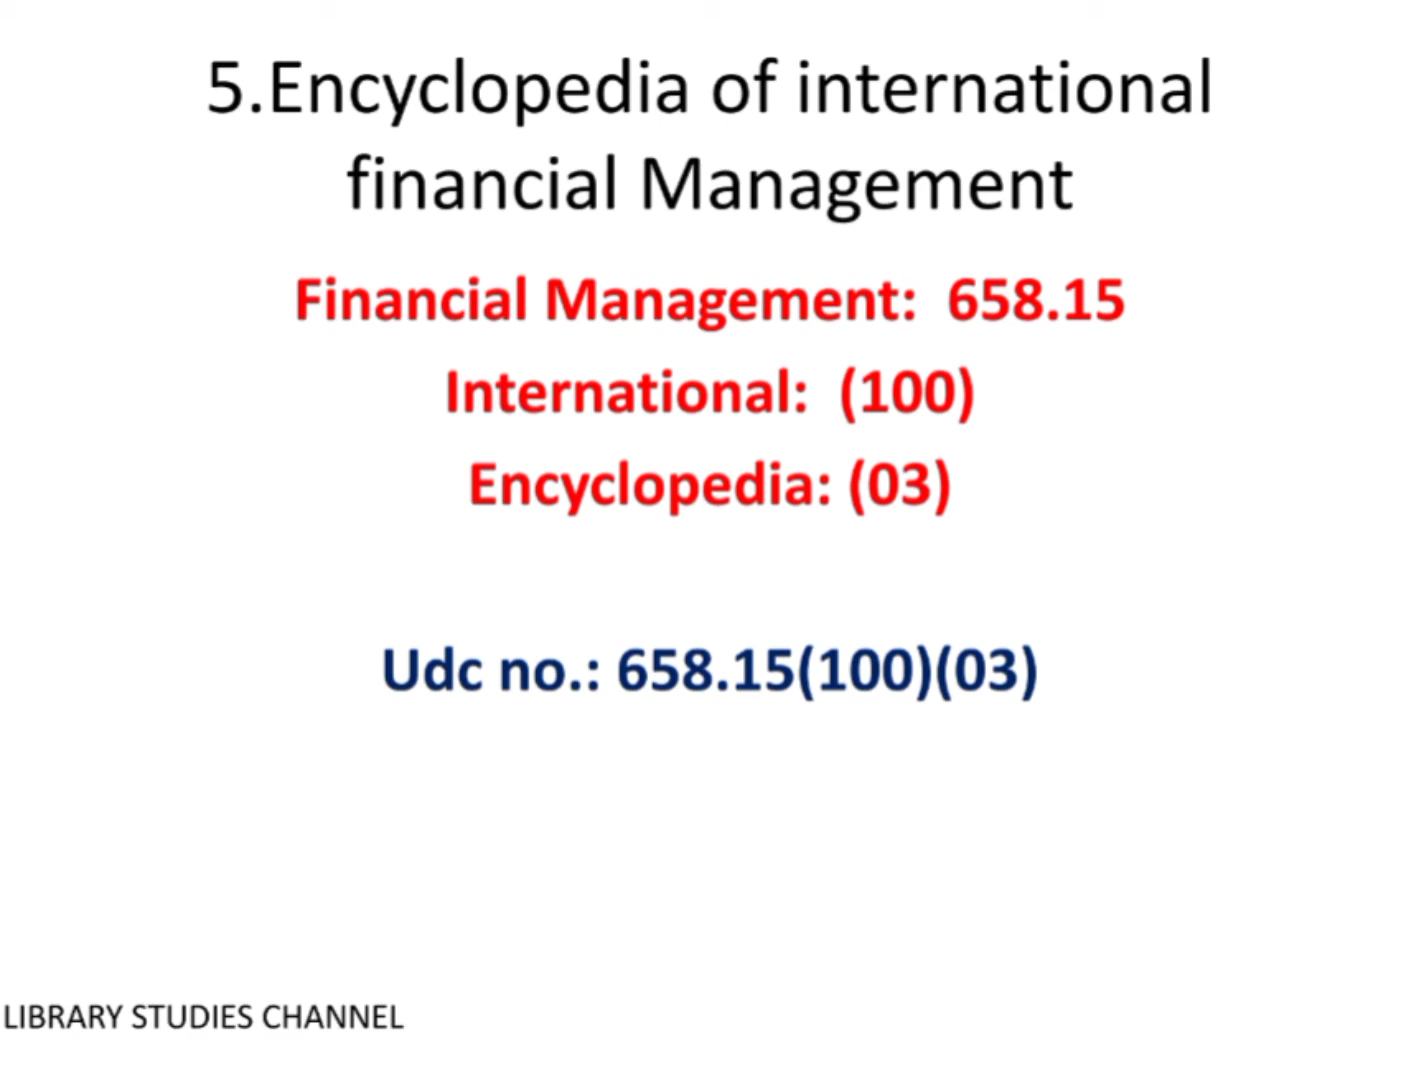 5.Encyclopedia of international
financial Management
Financial Management:  658.15
International:  (100)
Encyclopedia: (03)
Udc no.: 658.15(100)(03)
LIBRARY STUDIES CHANNEL